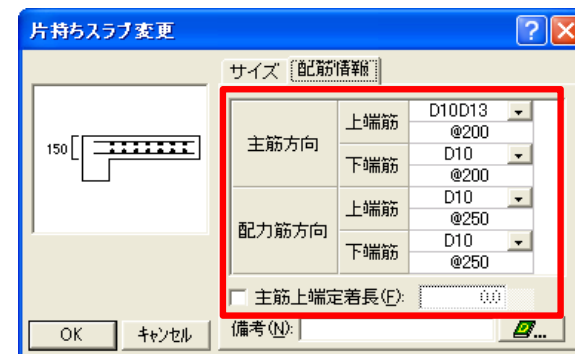 片持ちスラブ変更
サイズ 配筋情報
150
主筋方向 上端筋 D10D13
@200
下端筋 D10
@200
配力筋方向 上端筋 D10
@250
下端筋 D10
@250
主筋上端定着長(F): 0.0
OK キャンセル 備考(N): ...